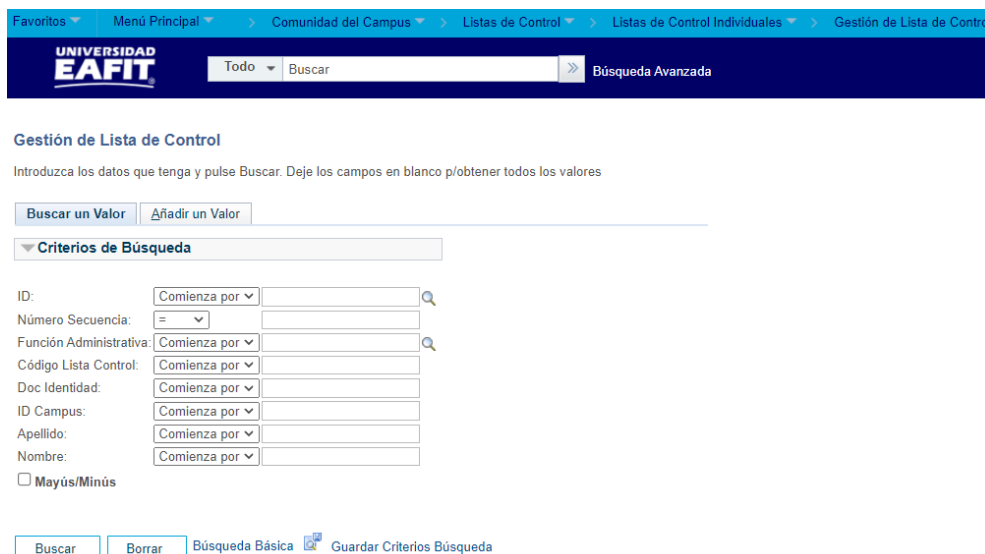 Favoritos Menú Principal > Comunidad del Campus > Listas de Control > Listas de Control Individuales > Gestión de Lista de Contro
UNIVERSIDAD
EAFIT
Todo Buscar » Búsqueda Avanzada
Gestión de Lista de Control
Introduzca los datos que tenga y pulse Buscar. Deje los campos en blanco p/obtener todos los valores
Buscar un Valor Añadir un Valor
Criterios de Búsqueda
ID: Comienza por
Número Secuencia: =
Función Administrativa: Comienza por
Código Lista Control: Comienza por
Doc Identidad: Comienza por
ID Campus: Comienza por
Apellido: Comienza por
Nombre: Comienza por
Mayús/Minús
Buscar Borrar Búsqueda Básica Guardar Criterios Búsqueda